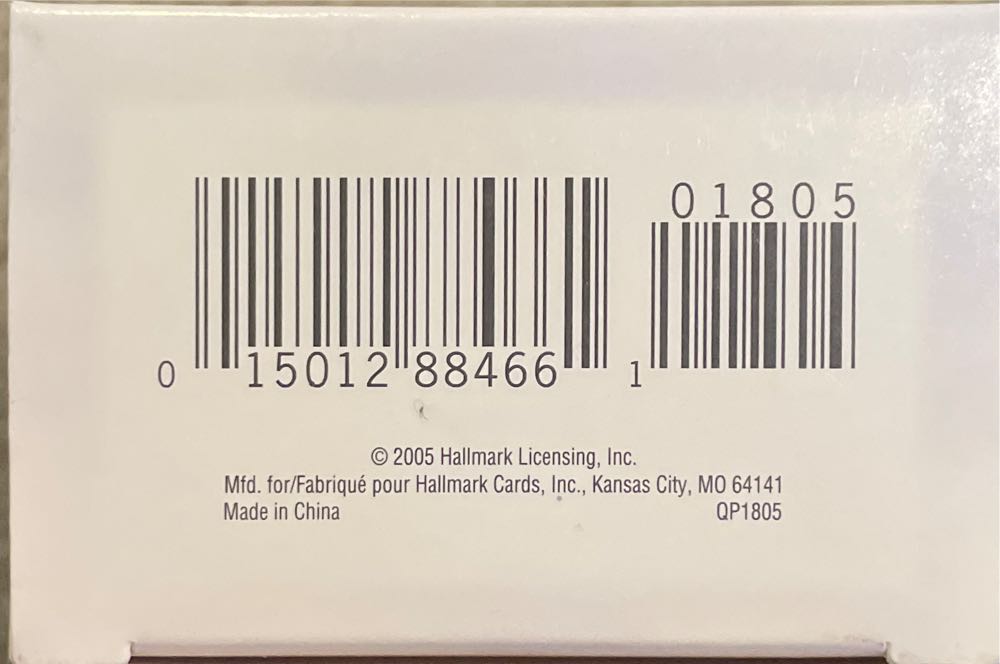 01805
0 15012 88466 1
© 2005 Hallmark Licensing, Inc.
Mfd. for/Fabriqué pour Hallmark Cards, Inc., Kansas City, MO 64141
Made in China QP1805